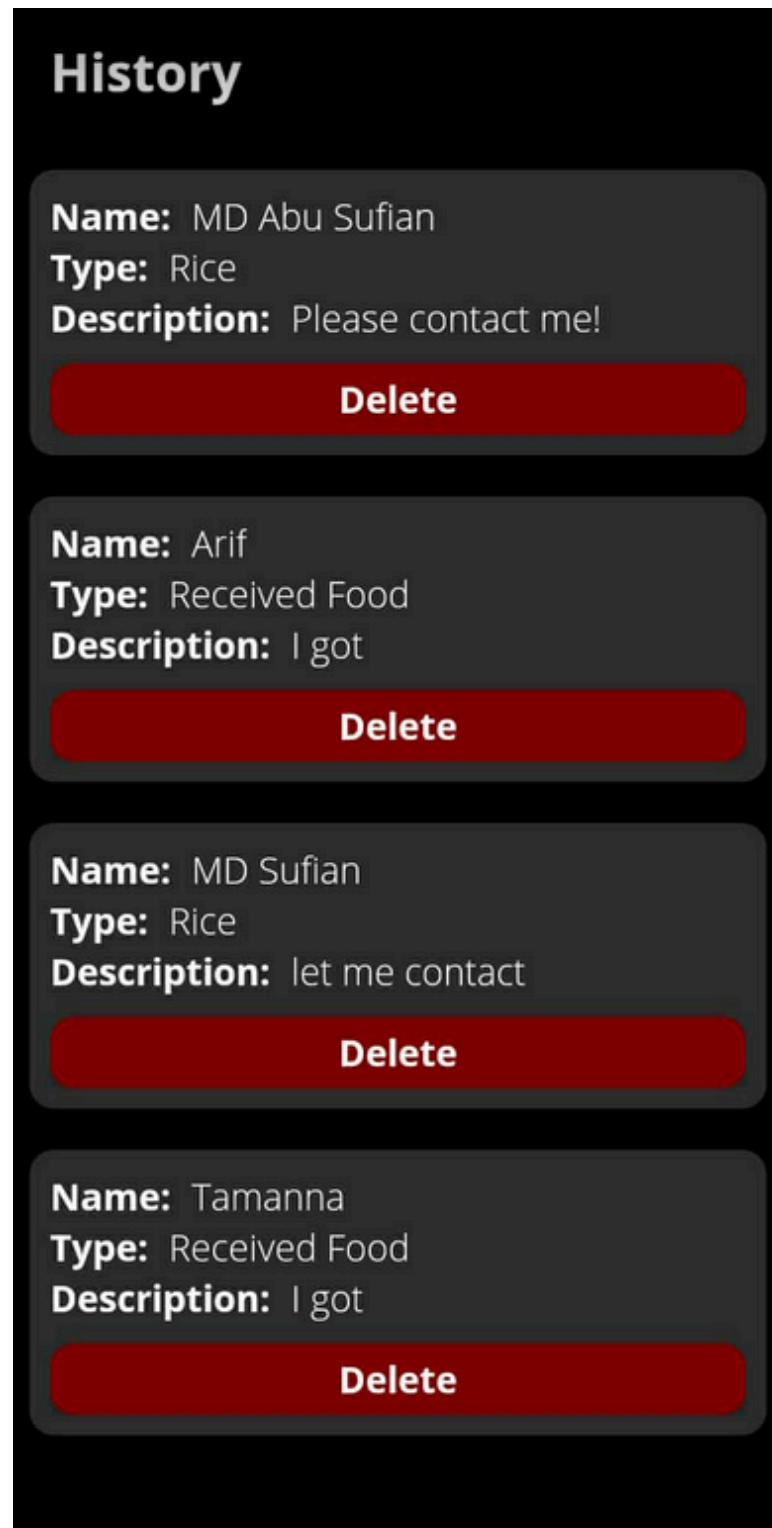 History
Name: MD Abu Sufian
Type: Rice
Description: Please contact me!
Delete
Name: Arif
Type: Received Food
Description: I got
Delete
Name: MD Sufian
Type: Rice
Description: let me contact
Delete
Name: Tamanna
Type: Received Food
Description: I got
Delete